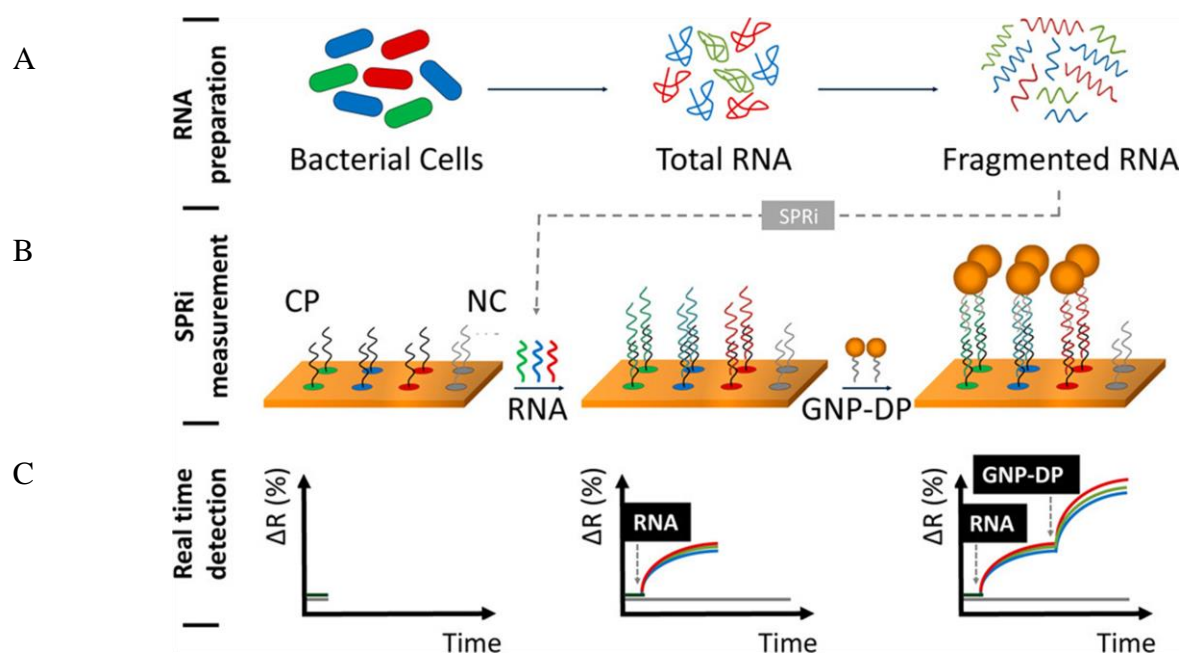 A
RNA
preparation
Bacterial Cells
Total RNA
Fragmented RNA
B
SPRi
measurement
SPRi
CP
NC
RNA
GNP-DP
C
Real time
detection
ΔR (%)
Time
ΔR (%)
RNA
Time
ΔR (%)
GNP-DP
RNA
Time